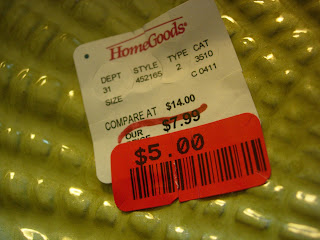 HomeGoods
DEPT STYLE TYPE CAT
31 452165 2 3510
SIZE C 0411
COMPARE AT $14.00
OUR $7.99
$5.00